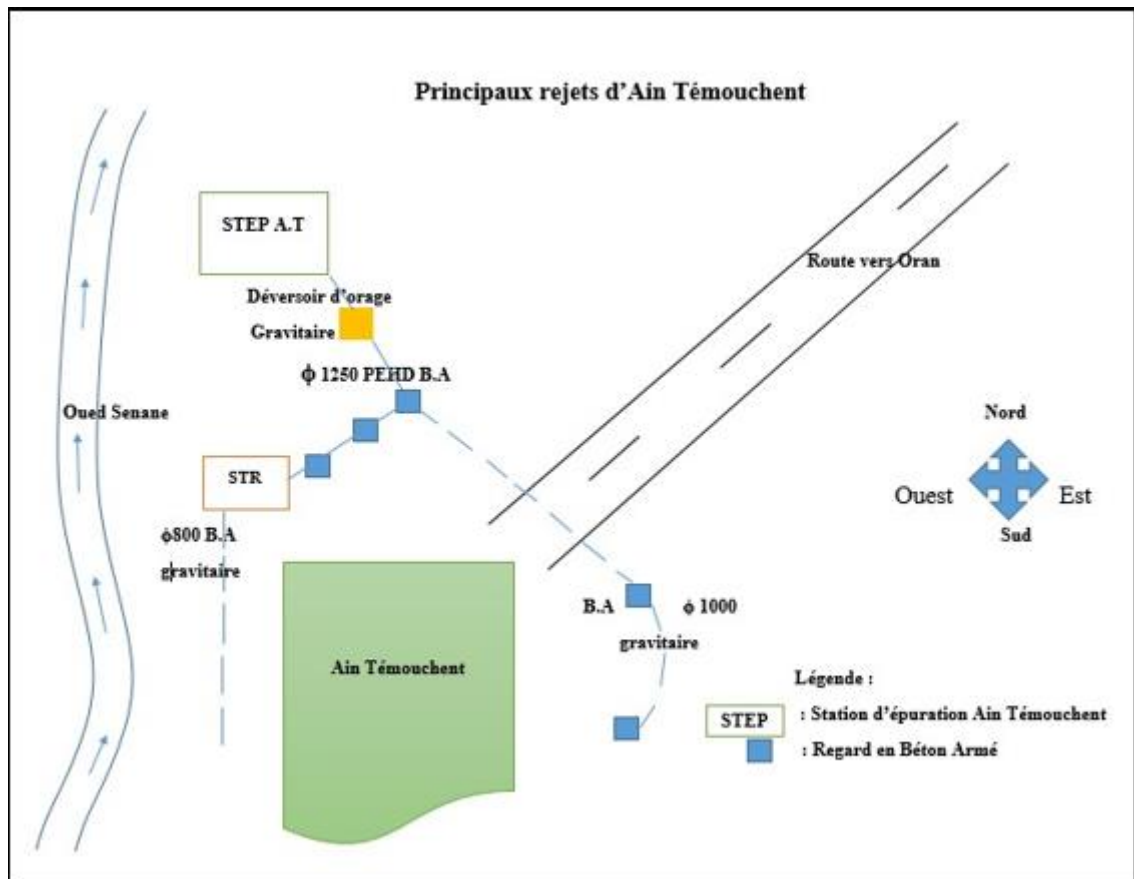 Principaux rejets d’Ain Témouchent
STEP A.T
Déversoir d’orage
Gravitaire
ϕ 1250 PEHD B.A
Route vers Oran
Oued Senane
STR
ϕ800 B.A
gravitaire
Nord
Ouest
Est
Sud
B.A
ϕ 1000
gravitaire
Ain Témouchent
Légende :
STEP
: Station d’épuration Ain Témouchent
: Regard en Béton Armé